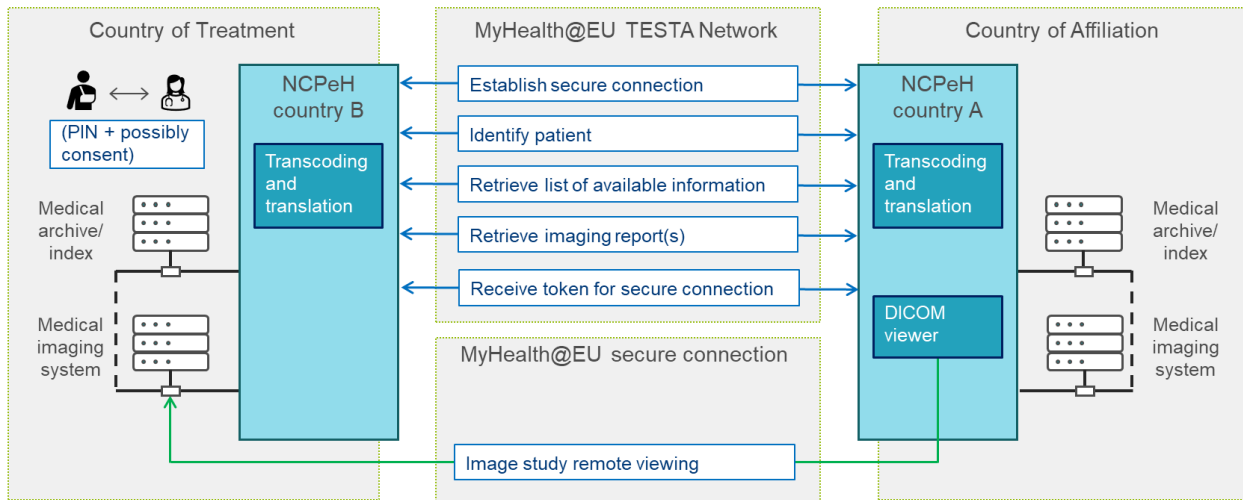 Country of Treatment
(PIN + possibly
consent)
NCPeH
country B
Transcoding
and
translation
Medical
archive/
index
Medical
imaging
system
MyHealth@EU TESTA Network
Establish secure connection
Identify patient
Retrieve list of available information
Retrieve imaging report(s)
Receive token for secure connection
MyHealth@EU secure connection
Image study remote viewing
Country of Affiliation
NCPeH
country A
Transcoding
and
translation
DICOM
viewer
Medical
archive/
index
Medical
imaging
system